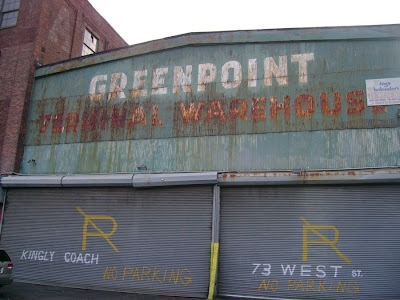 GREENPOINT
TERMINAL WAREHOUSE
KINGLY COACH
NO PARKING
73 WEST ST.
NO PARKING